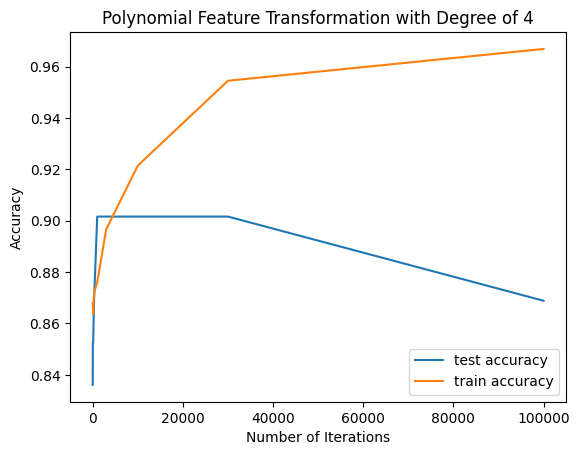 Polynomial Feature Transformation with Degree of 4
0.96
0.94
0.92
0.90
0.88
0.86
0.84
Accuracy
test accuracy
train accuracy
0 20000 40000 60000 80000 100000
Number of Iterations